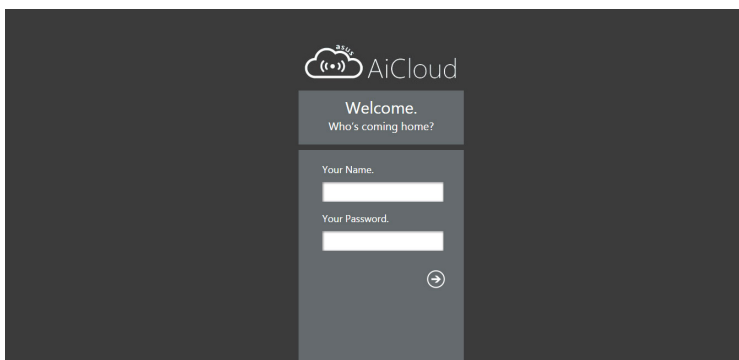 asus
AiCloud
Welcome.
Who's coming home?
Your Name.
Your Password.